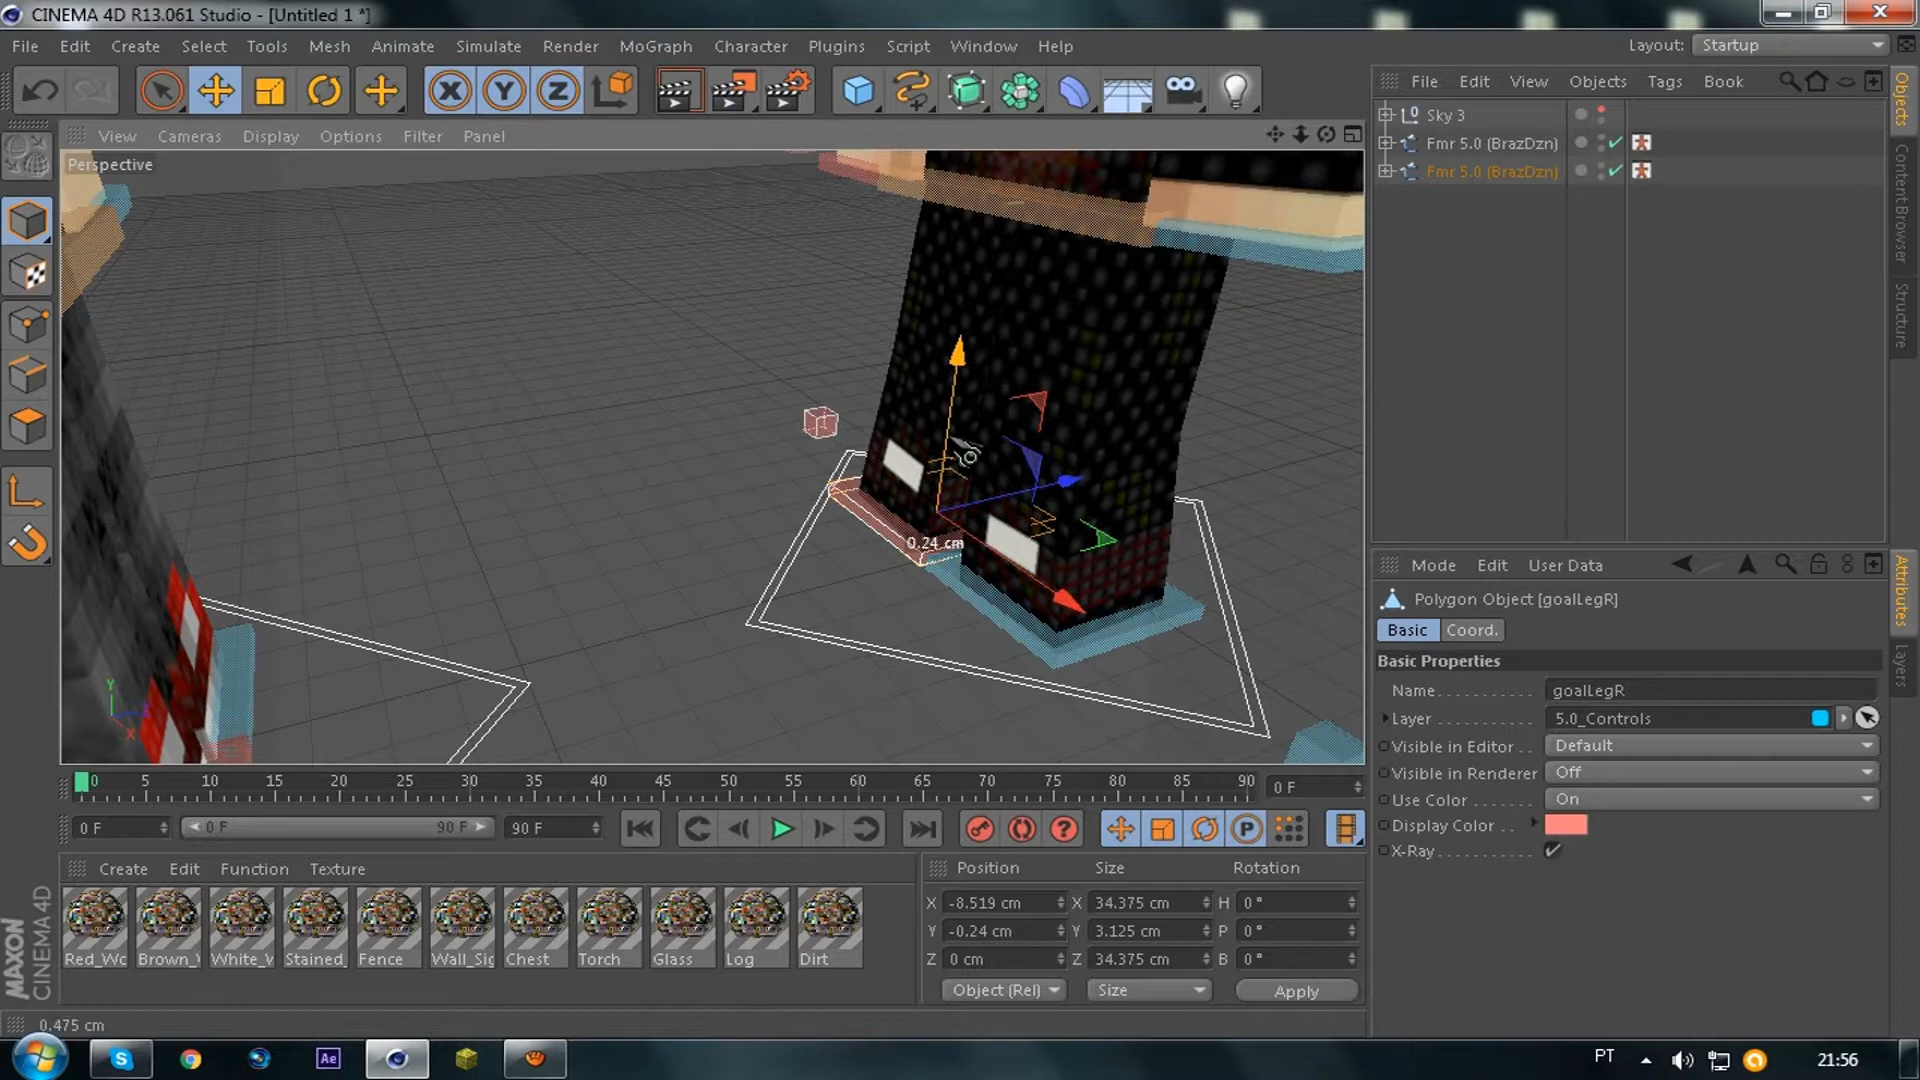 CINEMA 4D R13.061 Studio - [Untitled 1 *]
File Edit Create Select Tools Mesh Animate Simulate Render MoGraph Character Plugins Script Window Help
Layout: Startup
File Edit View Objects Tags Book
View Cameras Display Options Filter Panel
Perspective
Sky 3
Fmr 5.0 (BrazDzn)
Fmr 5.0 (BrazDzn)
Objects
Content Browser
Structure
0.24 cm
Y
X
Mode Edit User Data
Polygon Object [goalLegR]
Basic Coord.
Basic Properties
Name goalLegR
Layer 5.0_Controls
Visible in Editor Default
Visible in Renderer Off
Use Color On
Display Color
X-Ray
Attributes
Layers
0 5 10 15 20 25 30 35 40 45 50 55 60 65 70 75 80 85 90
0 F
0 F 0 F 90 F 90 F
Create Edit Function Texture
Red_Wc Brown_ White_W Stained_ Fence Wall_Sig Chest Torch Glass Log Dirt
Position Size Rotation
X -8.519 cm X 34.375 cm H 0 °
Y -0.24 cm Y 3.125 cm P 0 °
Z 0 cm Z 34.375 cm B 0 °
Object (Rel) Size Apply
MAXON
CINEMA 4D
0.475 cm
Ae
PT
21:56